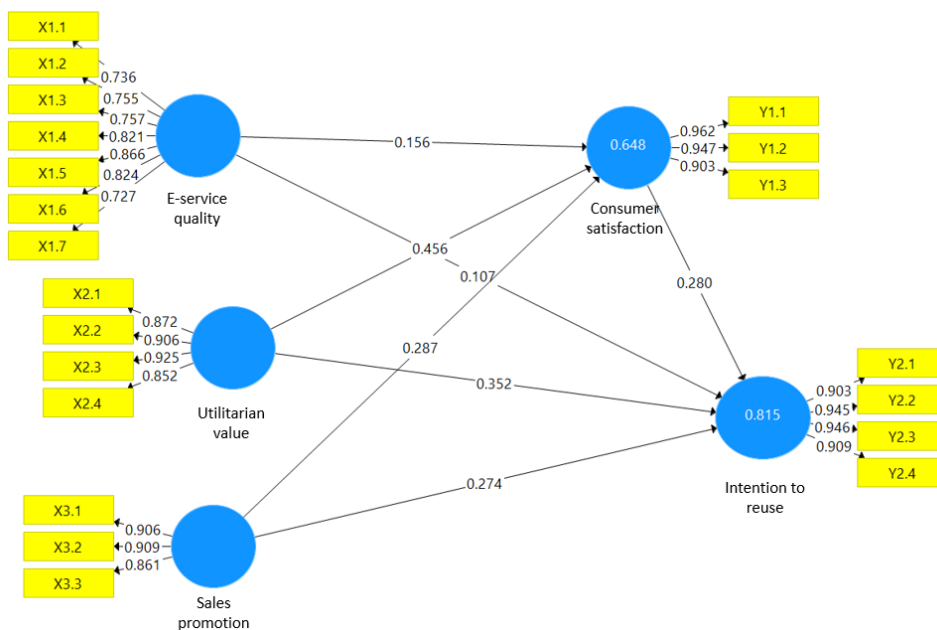 X1.1
X1.2
X1.3
X1.4
X1.5
X1.6
X1.7
0.736
0.755
0.757
0.821
0.866
0.824
0.727
E-service
quality
0.156
0.648
Consumer
satisfaction
0.962
0.947
0.903
Y1.1
Y1.2
Y1.3
0.456
0.107
0.280
X2.1
X2.2
X2.3
X2.4
0.872
0.906
0.925
0.852
Utilitarian
value
0.287
0.352
0.815
Intention to
reuse
0.903
0.945
0.946
0.909
Y2.1
Y2.2
Y2.3
Y2.4
0.274
X3.1
X3.2
X3.3
0.906
0.909
0.861
Sales
promotion